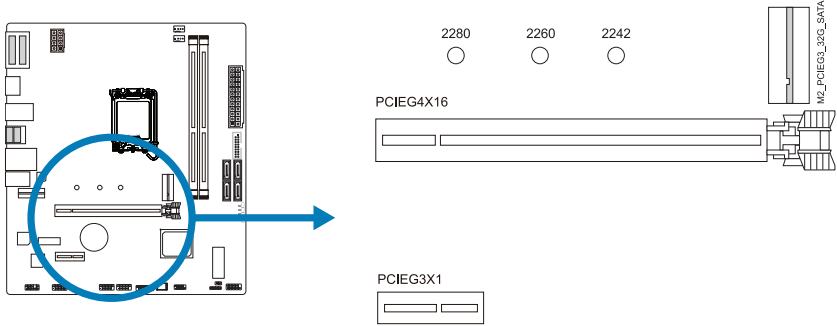 2280
2260
2242
M2_PCIEG3_32G_SATA
PCIEG4X16
PCIEG3X1